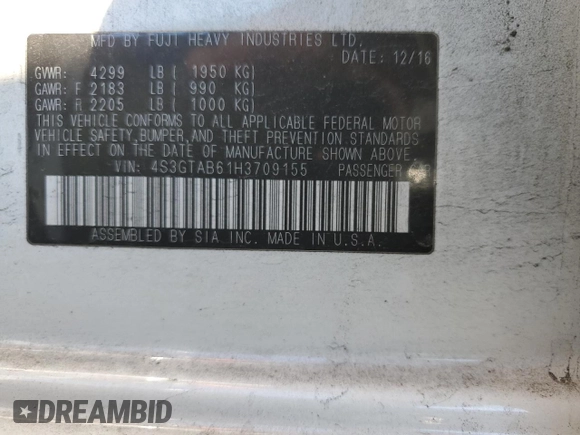 MFD BY FUJI HEAVY INDUSTRIES LTD.
DATE: 12/16
GVWR: 4299 LB ( 1950 KG)
GAWR: F 2183 LB ( 990 KG)
GAWR: R 2205 LB ( 1000 KG)
THIS VEHICLE CONFORMS TO ALL APPLICABLE FEDERAL MOTOR
VEHICLE SAFETY, BUMPER, AND THEFT PREVENTION STANDARDS
IN EFFECT ON THE DATE OF MANUFACTURE SHOWN ABOVE.
VIN: 4S3GTAB61H3709155 PASSENGER CAR
ASSEMBLED BY SIA INC. MADE IN U.S.A.
DREAMBID